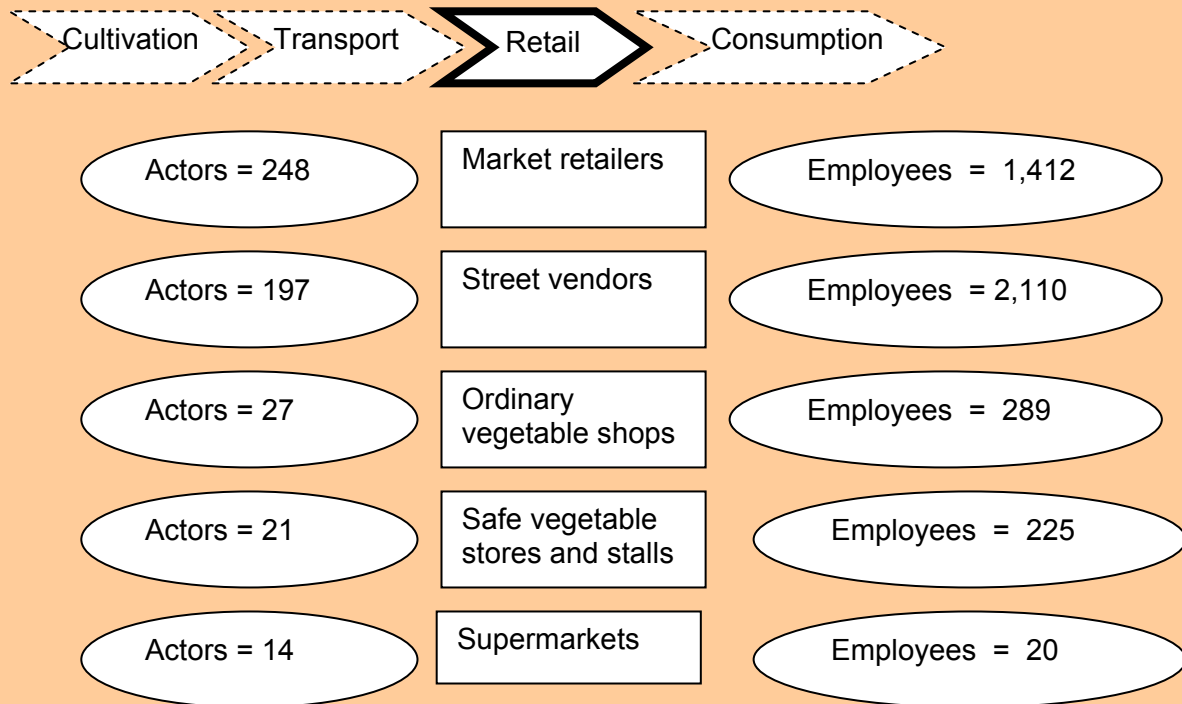 Cultivation
Transport
Retail
Consumption
Actors = 248
Market retailers
Employees = 1,412
Actors = 197
Street vendors
Employees = 2,110
Actors = 27
Ordinary
vegetable shops
Employees = 289
Actors = 21
Safe vegetable
stores and stalls
Employees = 225
Actors = 14
Supermarkets
Employees = 20